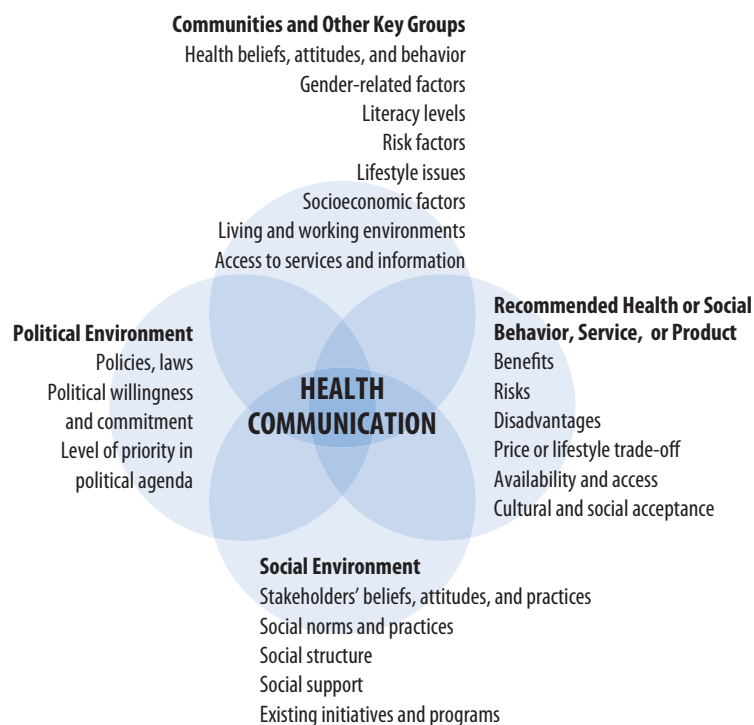 Communities and Other Key Groups
Health beliefs, attitudes, and behavior
Gender-related factors
Literacy levels
Risk factors
Lifestyle issues
Socioeconomic factors
Living and working environments
Access to services and information
Political Environment
Policies, laws
Political willingness
and commitment
Level of priority in
political agenda
HEALTH
COMMUNICATION
Recommended Health or Social
Behavior, Service, or Product
Benefits
Risks
Disadvantages
Price or lifestyle trade-off
Availability and access
Cultural and social acceptance
Social Environment
Stakeholders’ beliefs, attitudes, and practices
Social norms and practices
Social structure
Social support
Existing initiatives and programs